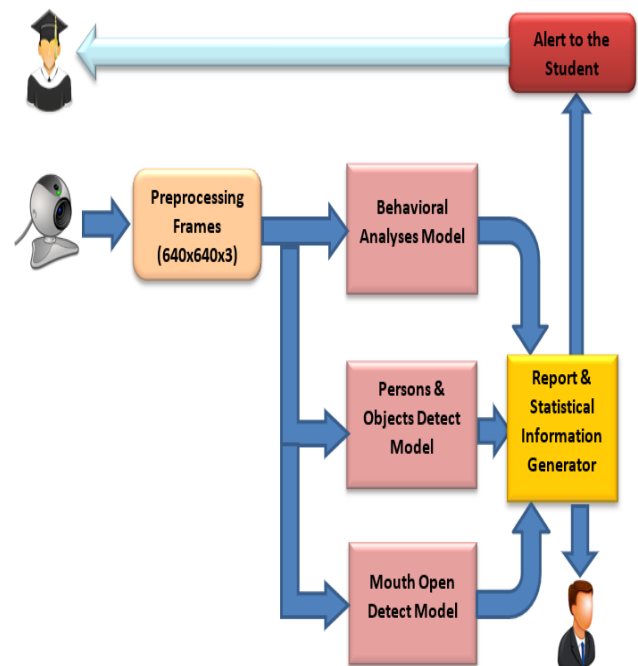 Alert to the
Student
Preprocessing
Frames
(640x640x3)
Behavioral
Analyses Model
Persons &
Objects Detect
Model
Report &
Statistical
Information
Generator
Mouth Open
Detect Model